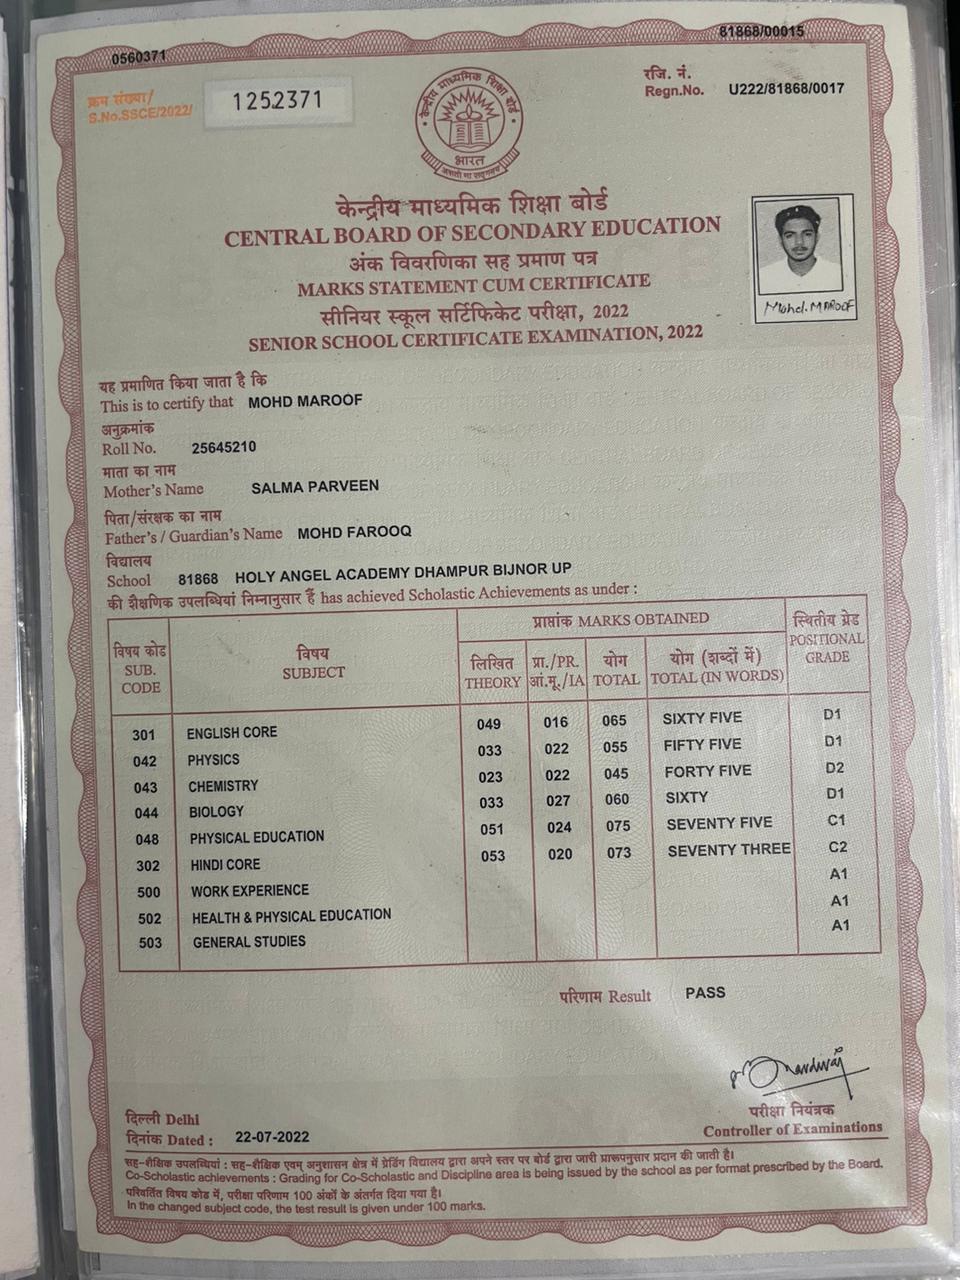 0560371
81868/00015
क्रम संख्या/
S.No.SSCE/2022/
1252371
रजि. नं.
Regn.No. U222/81868/0017
केन्द्रीय माध्यमिक शिक्षा बोर्ड
भारत
केन्द्रीय माध्यमिक शिक्षा बोर्ड
CENTRAL BOARD OF SECONDARY EDUCATION
अंक विवरणिका सह प्रमाण पत्र
MARKS STATEMENT CUM CERTIFICATE
सीनियर स्कूल सर्टिफिकेट परीक्षा, 2022
SENIOR SCHOOL CERTIFICATE EXAMINATION, 2022
Mohd. MAROOF
यह प्रमाणित किया जाता है कि
This is to certify that MOHD MAROOF
अनुक्रमांक
Roll No. 25645210
माता का नाम
Mother's Name SALMA PARVEEN
पिता/संरक्षक का नाम
Father's / Guardian's Name MOHD FAROOQ
विद्यालय
School 81868 HOLY ANGEL ACADEMY DHAMPUR BIJNOR UP
की शैक्षणिक उपलब्धियां निम्नानुसार हैं has achieved Scholastic Achievements as under :
विषय कोड
SUB.
CODE
विषय
SUBJECT
प्राप्तांक MARKS OBTAINED
लिखित
THEORY
प्रा./PR.
आं.मू./IA
योग
TOTAL
योग (शब्दों में)
TOTAL (IN WORDS)
स्थितीय ग्रेड
POSITIONAL
GRADE
301 ENGLISH CORE 049 016 065 SIXTY FIVE D1
042 PHYSICS 033 022 055 FIFTY FIVE D1
043 CHEMISTRY 023 022 045 FORTY FIVE D2
044 BIOLOGY 033 027 060 SIXTY D1
048 PHYSICAL EDUCATION 051 024 075 SEVENTY FIVE C1
302 HINDI CORE 053 020 073 SEVENTY THREE C2
500 WORK EXPERIENCE A1
502 HEALTH & PHYSICAL EDUCATION A1
503 GENERAL STUDIES A1
परिणाम Result PASS
दिल्ली Delhi
दिनांक Dated : 22-07-2022
परीक्षा नियंत्रक
Controller of Examinations
सह-शैक्षिक उपलब्धियां : सह-शैक्षिक एवम् अनुशासन क्षेत्र में ग्रेडिंग विद्यालय द्वारा अपने स्तर पर बोर्ड द्वारा जारी प्रारूपनुसार प्रदान की जाती है।
Co-Scholastic achievements : Grading for Co-Scholastic and Discipline area is being issued by the school as per format prescribed by the Board.
परिवर्तित विषय कोड में, परीक्षा परिणाम 100 अंकों के अंतर्गत दिया गया है।
In the changed subject code, the test result is given under 100 marks.